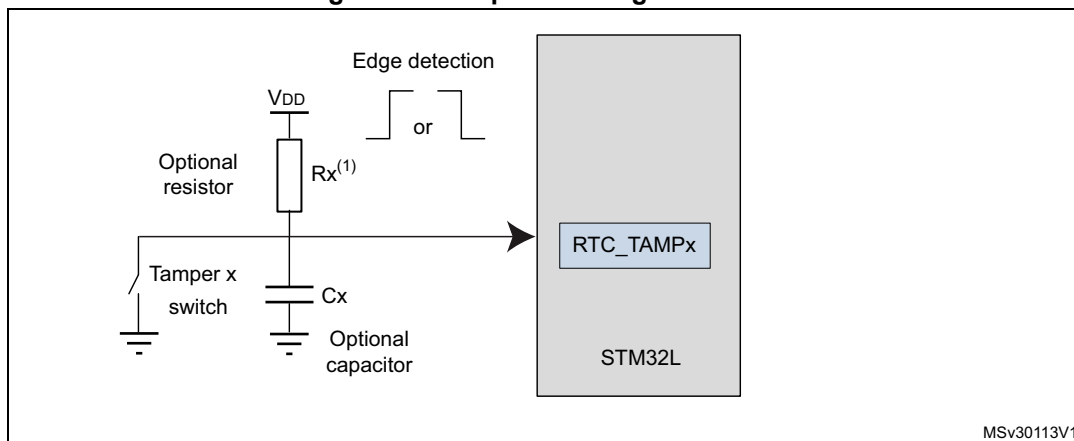 Edge detection
VDD
or
Optional
resistor
Rx(1)
RTC_TAMPx
Tamper x
switch
Cx
Optional
capacitor
STM32L
MSv30113V1